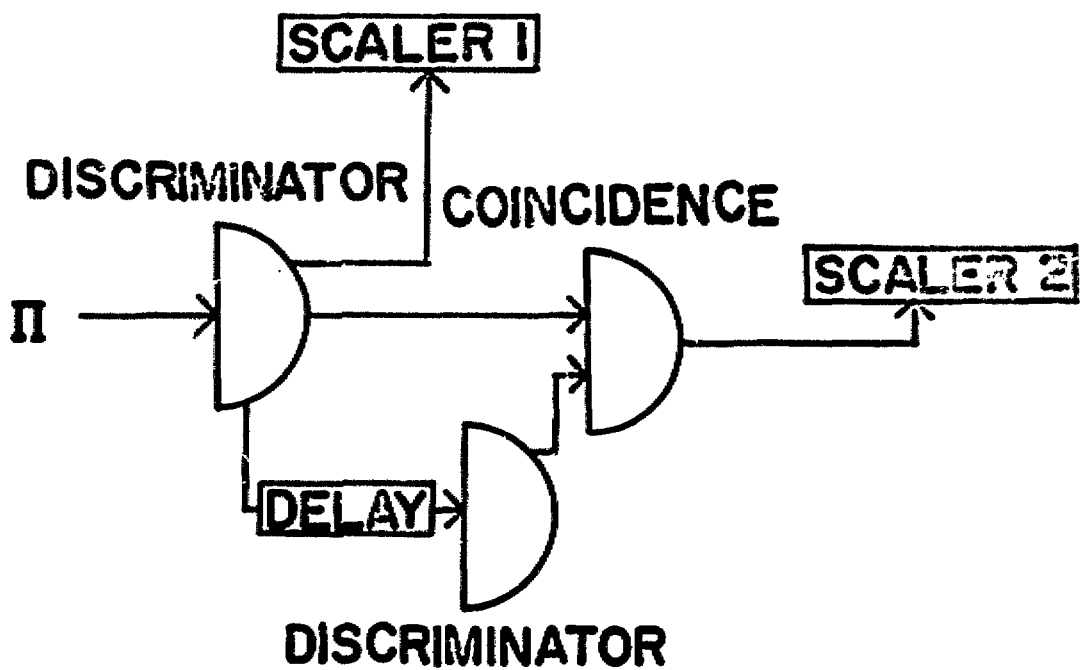 SCALER 1
DISCRIMINATOR
COINCIDENCE
SCALER 2
Π
DELAY
DISCRIMINATOR